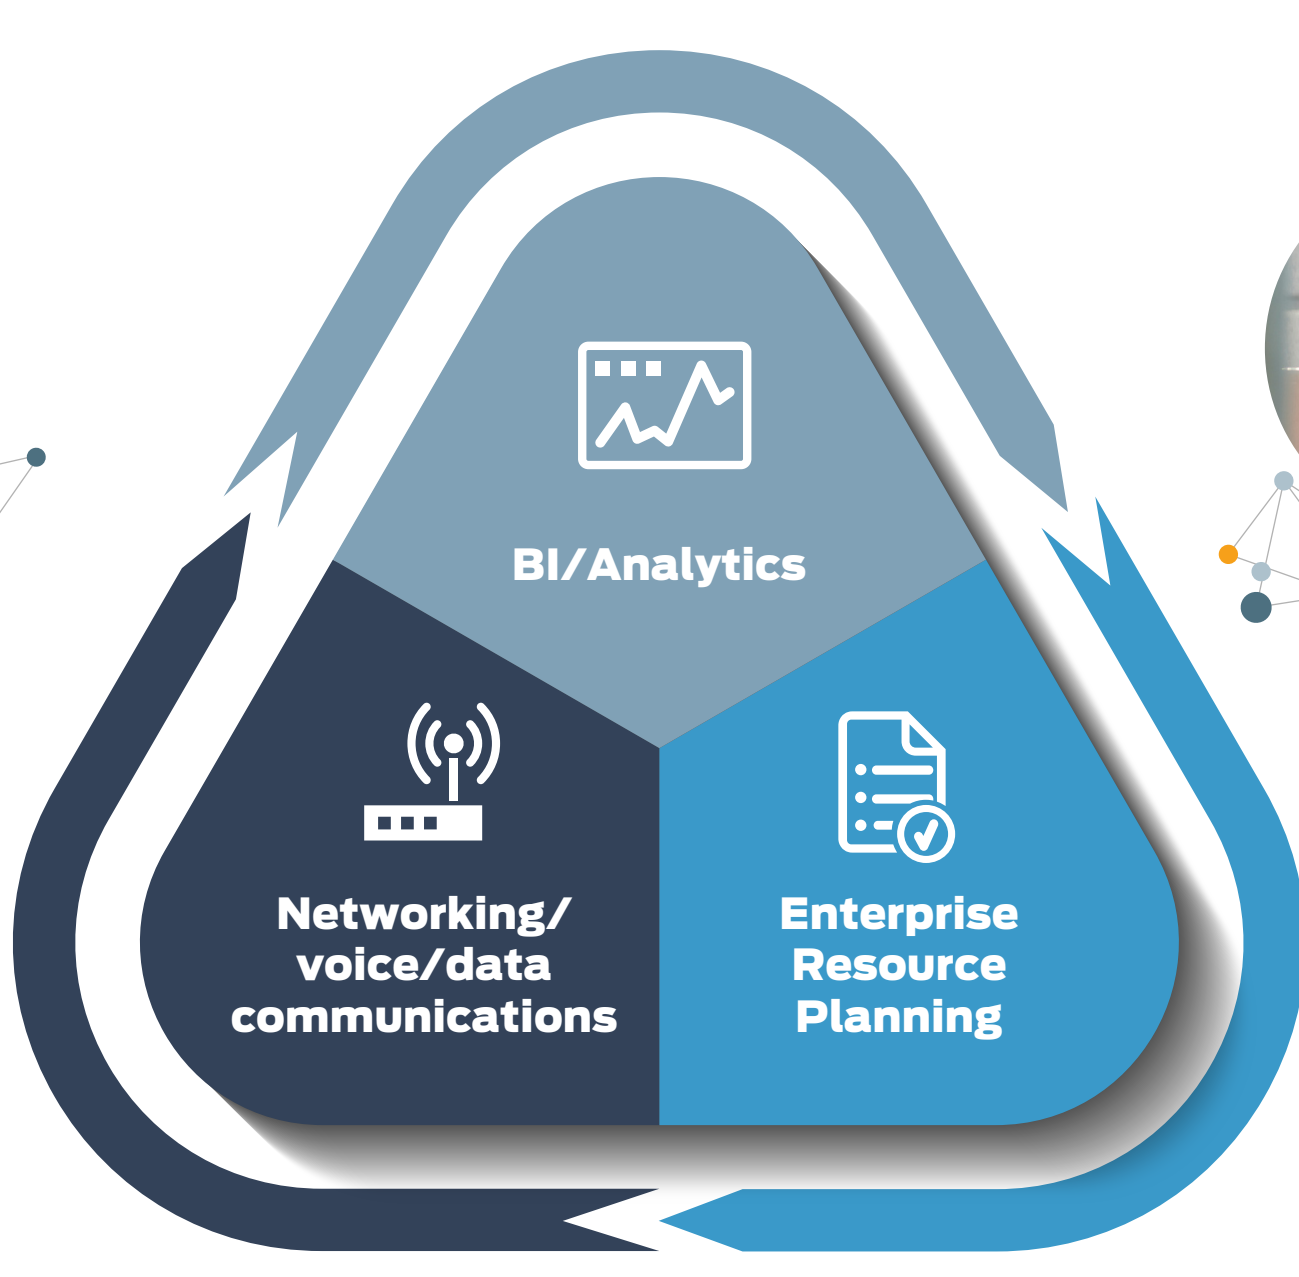 BI/Analytics
Networking/
voice/data
communications
Enterprise
Resource
Planning